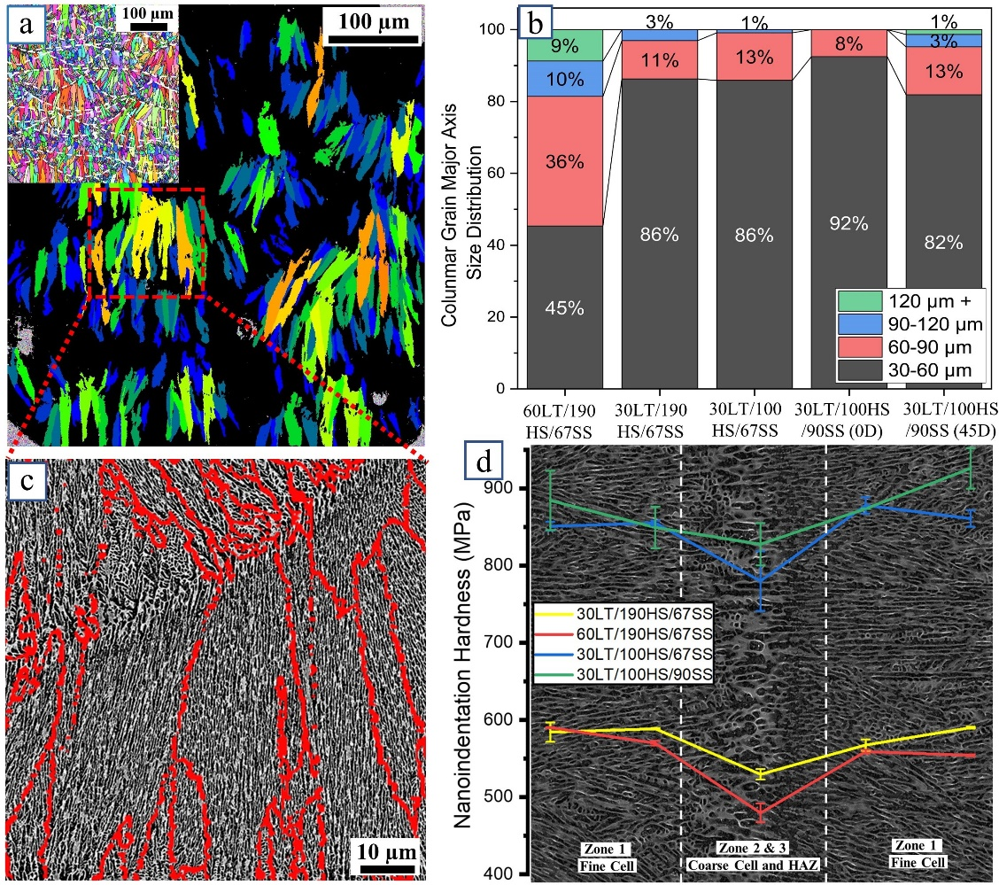 a
100 µm
100 µm
b
Colunmar Grain Major Axis
Size Distribution
100
80
60
40
20
0
9%
10%
36%
45%
3%
11%
86%
1%
13%
86%
8%
92%
1%
3%
13%
82%
120 µm +
90-120 µm
60-90 µm
30-60 µm
60LT/190
HS/67SS
30LT/190
HS/67SS
30LT/100
HS/67SS
30LT/100HS
/90SS (0D)
30LT/100HS
/90SS (45D)
c
10 µm
d
Nanoindentation Hardness (MPa)
900
800
700
600
500
400
30LT/190HS/67SS
60LT/190HS/67SS
30LT/100HS/67SS
30LT/100HS/90SS
Zone 1
Fine Cell
Zone 2 & 3
Coarse Cell and HAZ
Zone 1
Fine Cell